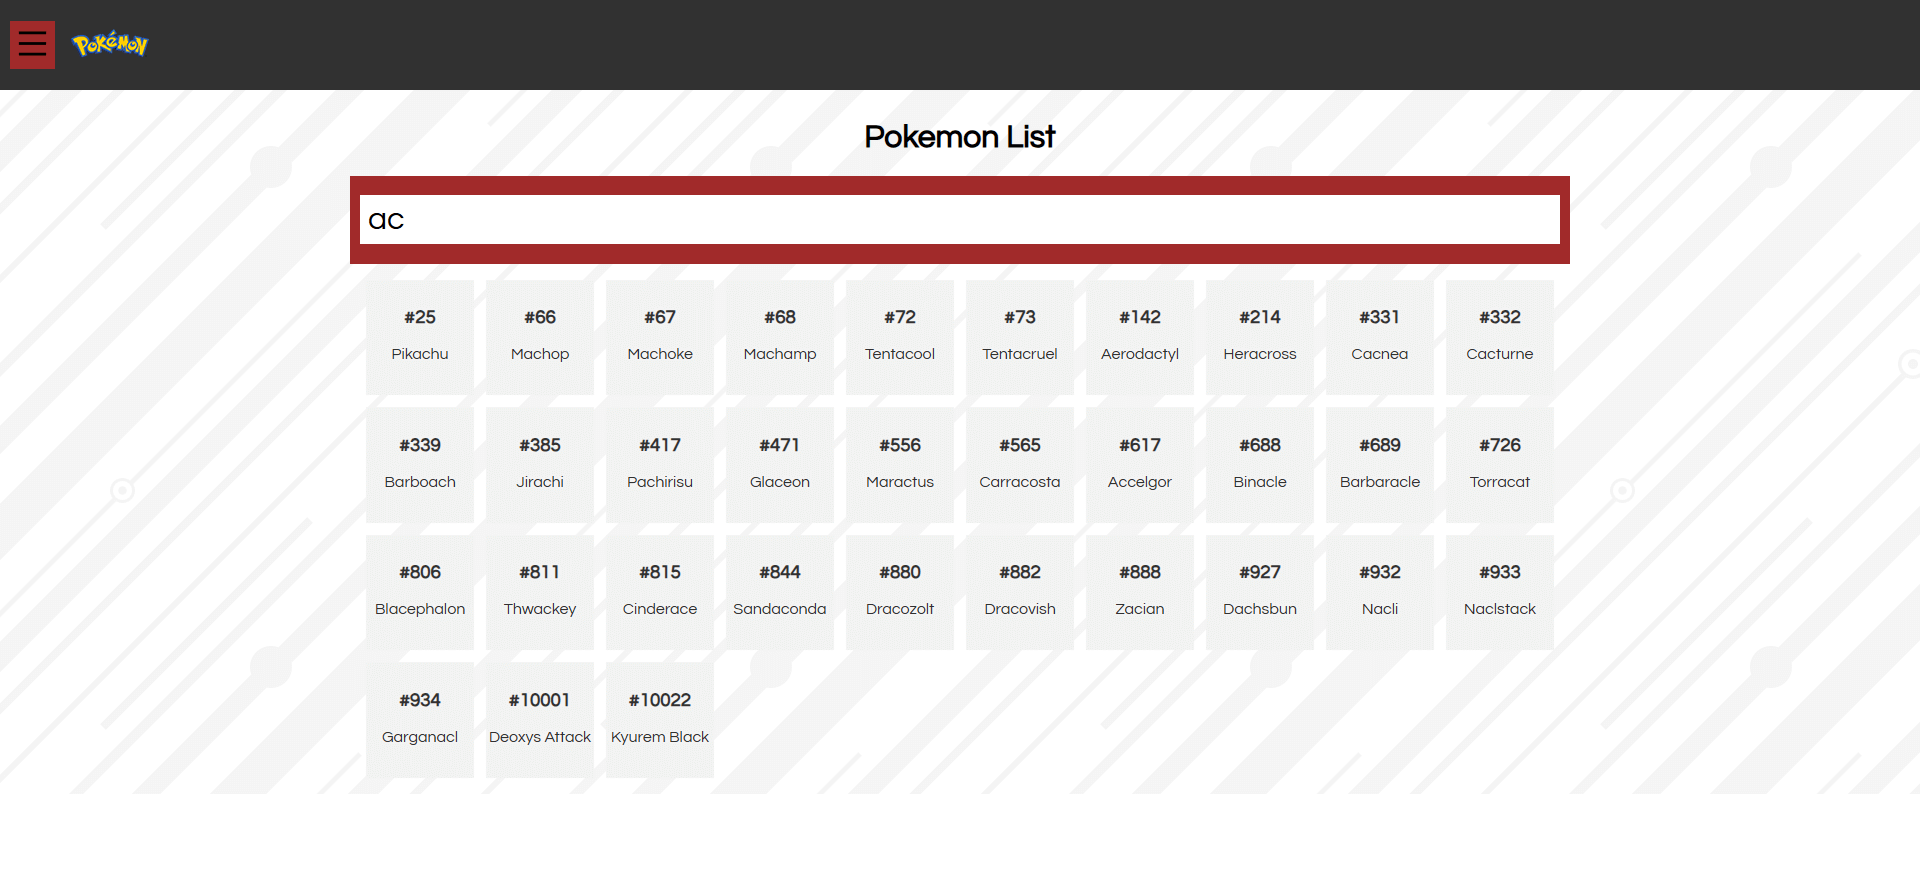 Pokémon
Pokemon List
ac
#25 #66 #67 #68 #72 #73 #142 #214 #331 #332
Pikachu Machop Machoke Machamp Tentacool Tentacruel Aerodactyl Heracross Cacnea Cacturne
#339 #385 #417 #471 #556 #565 #617 #688 #689 #726
Barboach Jirachi Pachirisu Glaceon Maractus Carracosta Accelgor Binacle Barbaracle Torracat
#806 #811 #815 #844 #880 #882 #888 #927 #932 #933
Blacephalon Thwackey Cinderace Sandaconda Dracozolt Dracovish Zacian Dachsbun Nacli Naclstack
#934 #10001 #10022
Garganacl Deoxys Attack Kyurem Black